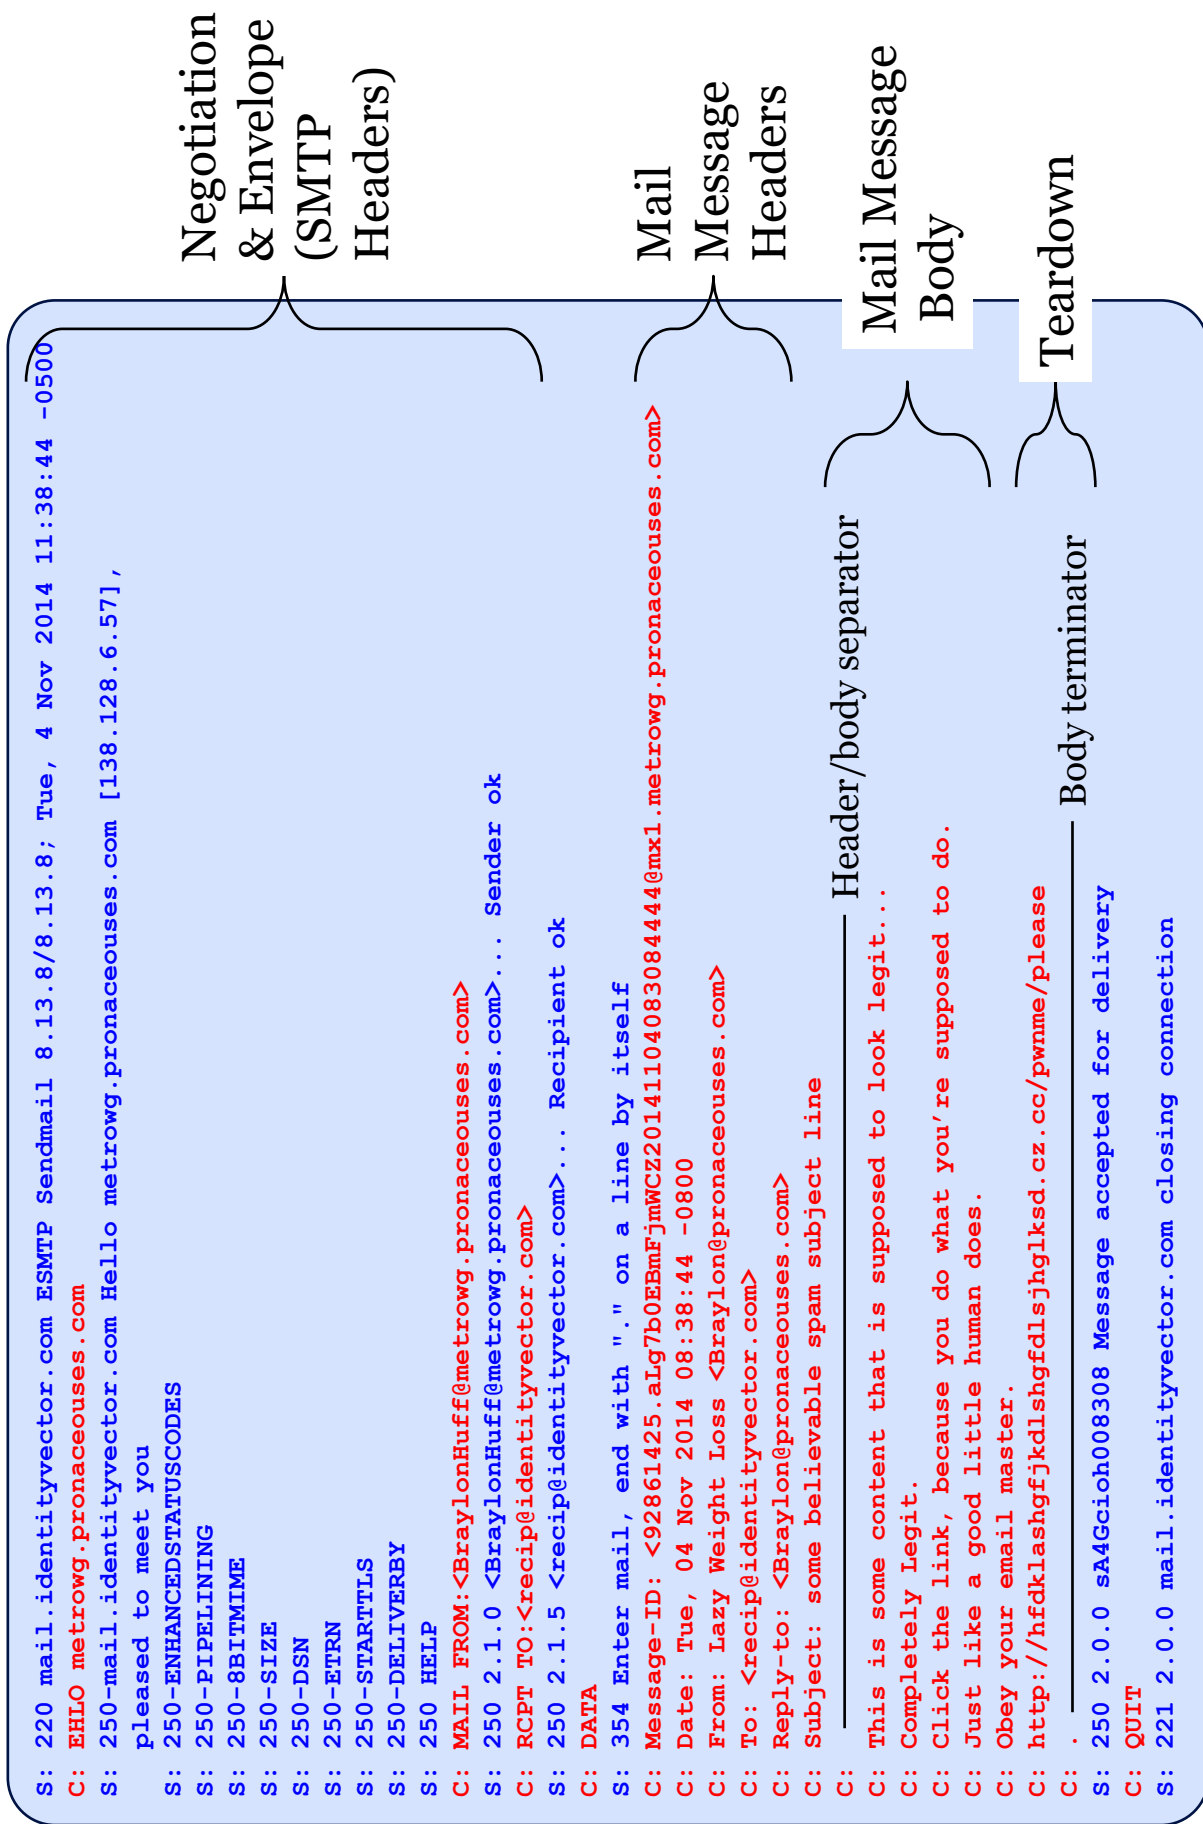 S: 220 mail.identityvector.com ESMTP Sendmail 8.13.8/8.13.8; Tue, 4 Nov 2014 11:38:44 -0500
C: EHLO metrowg.pronaceouses.com
S: 250-mail.identityvector.com Hello metrowg.pronaceouses.com [138.128.6.57],
pleased to meet you
S: 250-ENHANCEDSTATUSCODES
S: 250-PIPELINING
S: 250-8BITMIME
S: 250-SIZE
S: 250-DSN
S: 250-ETRN
S: 250-STARTTLS
S: 250-DELIVERBY
S: 250 HELP
C: MAIL FROM:<BraylonHuff@metrowg.pronaceouses.com>
S: 250 2.1.0 <BraylonHuff@metrowg.pronaceouses.com>... Sender ok
C: RCPT TO:<recip@identityvector.com>
S: 250 2.1.5 <recip@identityvector.com>... Recipient ok
C: DATA
S: 354 Enter mail, end with "." on a line by itself
C: Message-ID: <92861425.aLg7b0EBmFjmWCZ20141104083084444@mx1.metrowg.pronaceouses.com>
C: Date: Tue, 04 Nov 2014 08:38:44 -0800
C: From: Lazy Weight Loss <Braylon@pronaceouses.com>
C: To: <recip@identityvector.com>
C: Reply-to: <Braylon@pronaceouses.com>
C: Subject: some believable spam subject line
C:
C: This is some content that is supposed to look legit...
C: Completely Legit.
C: Click the link, because you do what you're supposed to do.
C: Just like a good little human does.
C: Obey your email master.
C: http://hfdklashgfjkdlshgfdlsjhglksd.cz.cc/pwnme/please
C: .
S: 250 2.0.0 sA4Gcioh008308 Message accepted for delivery
C: QUIT
S: 221 2.0.0 mail.identityvector.com closing connection
Header/body separator
Body terminator
Negotiation
& Envelope
(SMTP
Headers)
Mail
Message
Headers
Mail Message
Body
Teardown